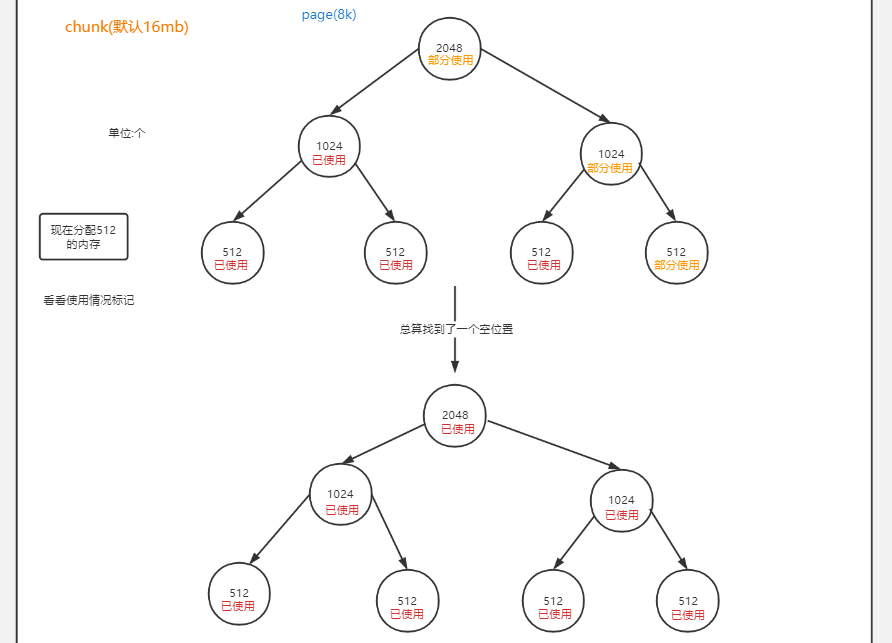 chunk(默认16mb)
page(8k)
2048
部分使用
单位:个
1024
已使用
1024
部分使用
现在分配512
的内存
512
已使用
512
已使用
512
已使用
512
部分使用
看看使用情况标记
总算找到了一个空位置
2048
已使用
1024
已使用
1024
已使用
512
已使用
512
已使用
512
已使用
512
已使用